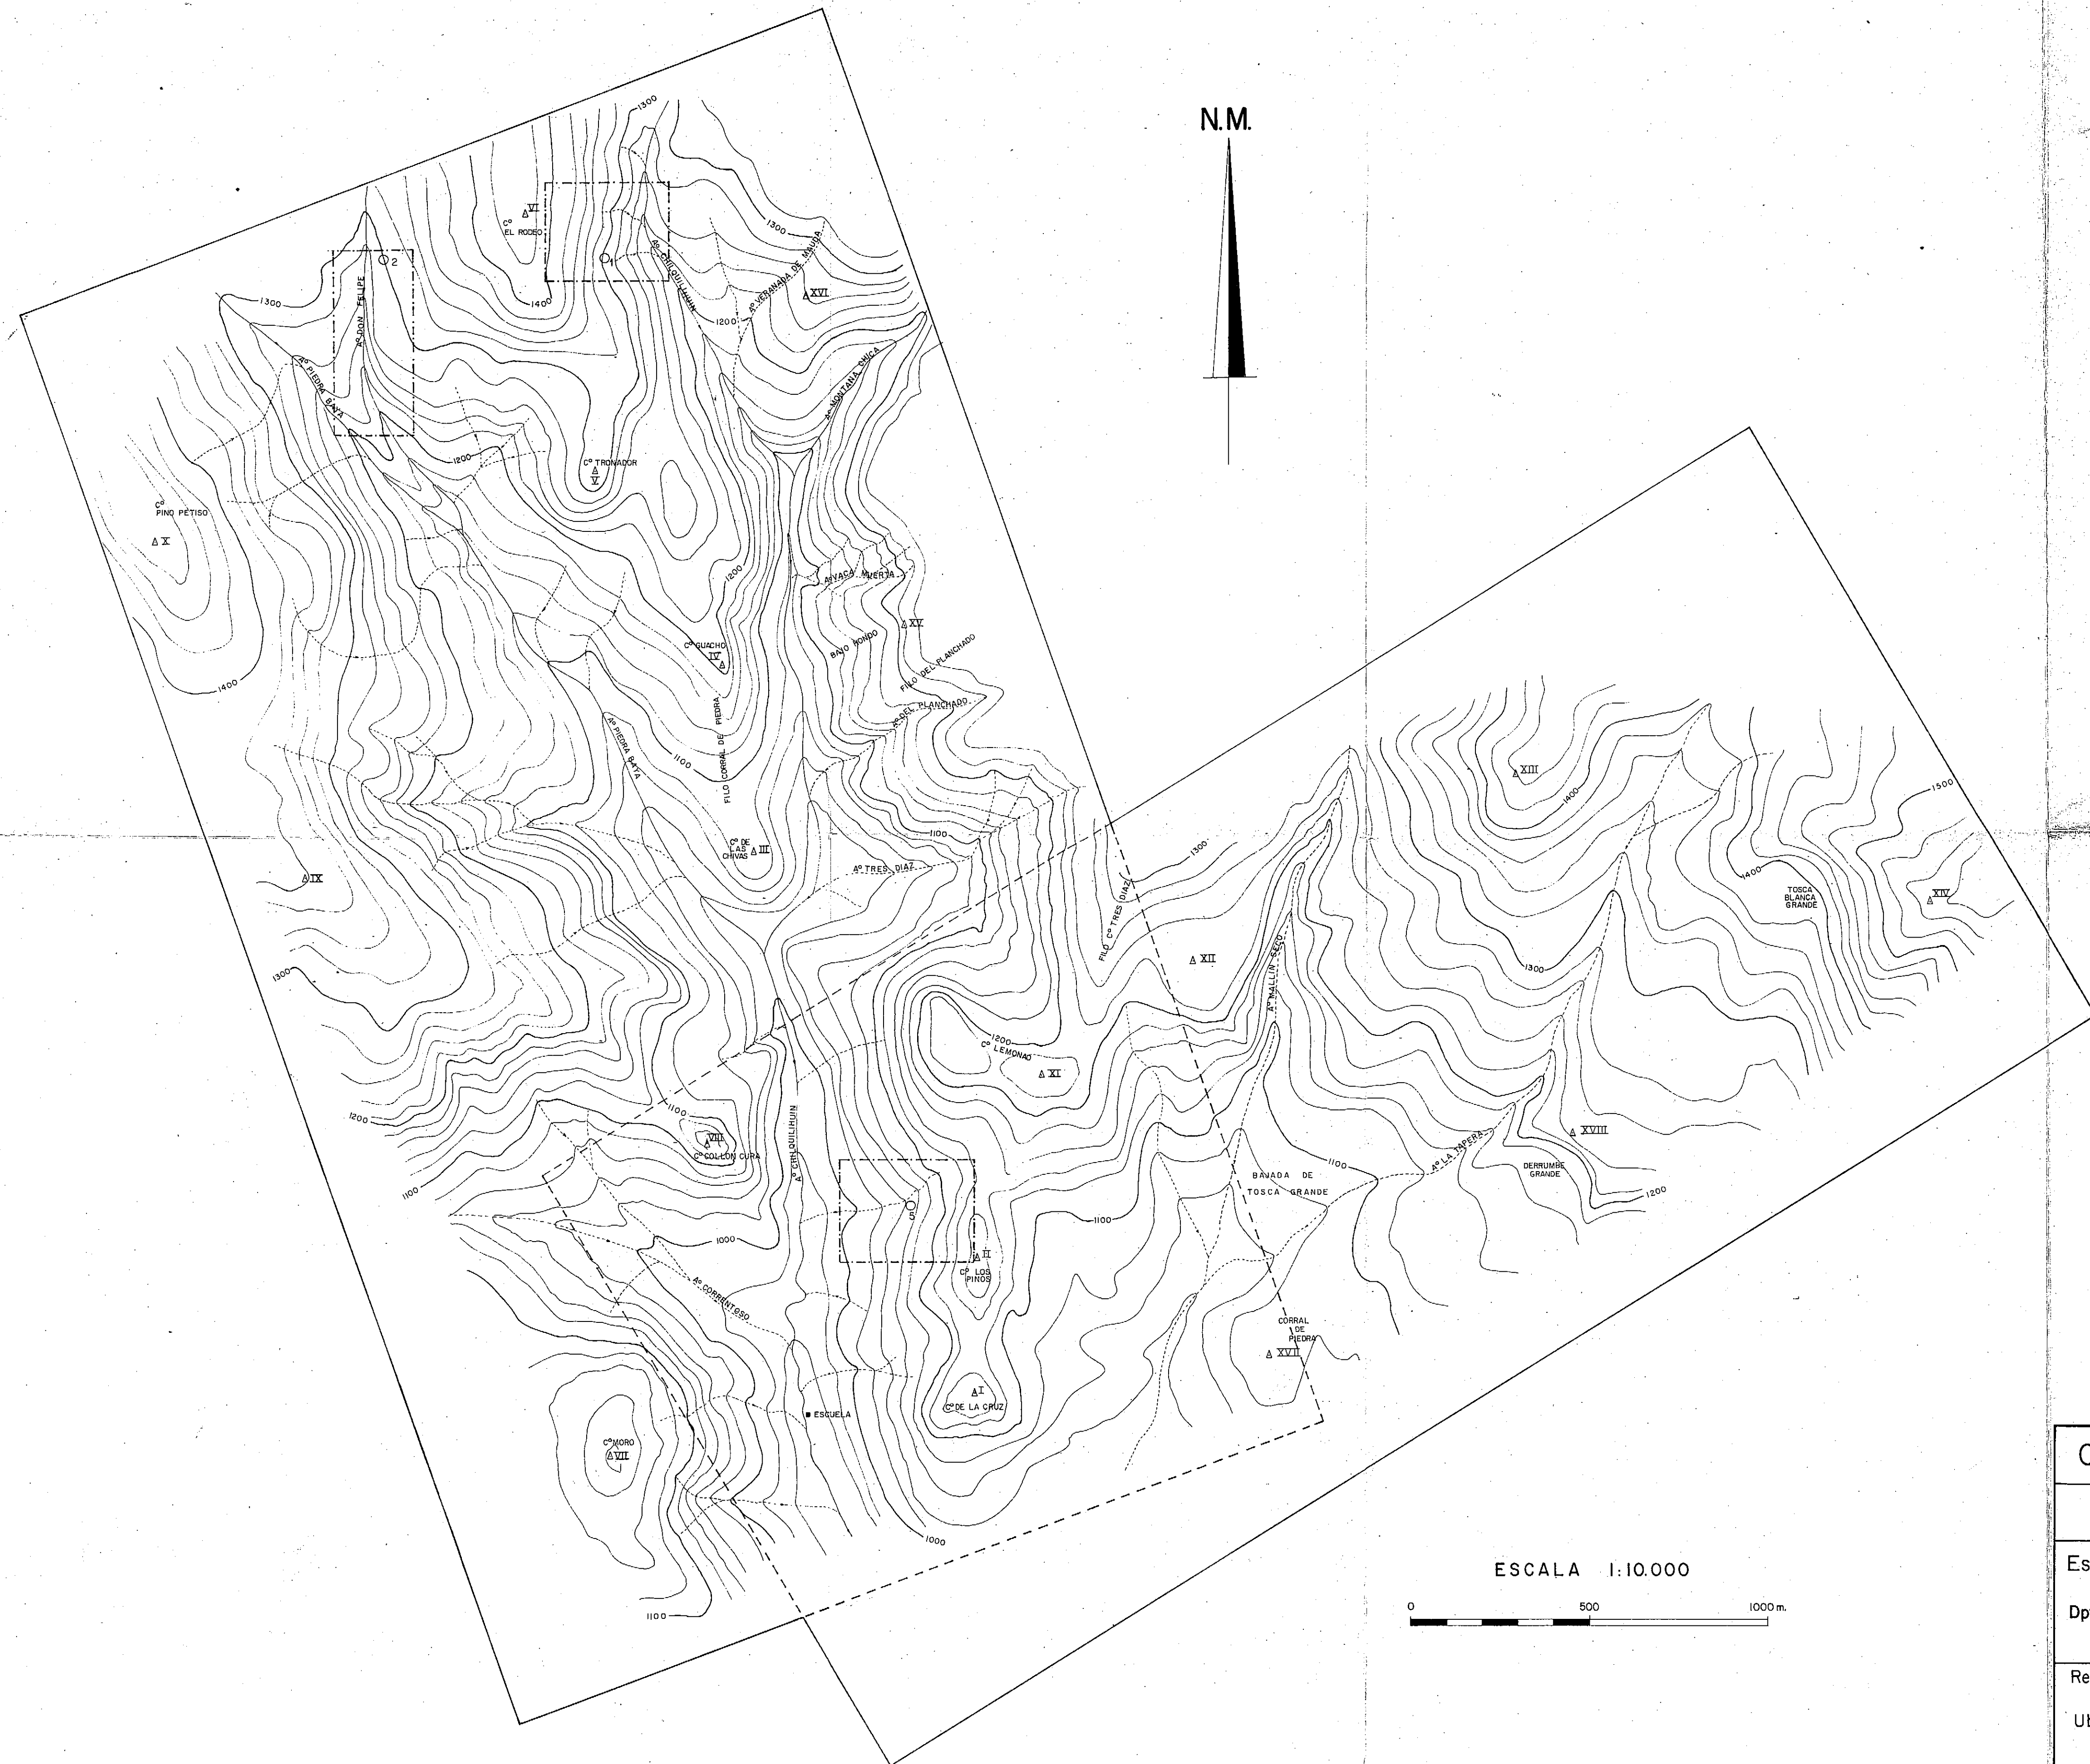 N.M.
1300
VI
Cº
EL RODEO
1
2
1300
Aº CHILQUILIHUIN
Aº VERANADA DE MAUDA
XVI
1300
1400
1200
Aº DON FELIPE
Aº PIEDRA BAYA
Aº MONTAÑA CHICA
1200
Cº TRONADOR
V
Cº
PINO PETISO
X
1200
Aº VACA MUERTA
XV
BAJO HONDO
Cº GUACHO
IV
FILO DEL PLANCHADO
1400
Aº DEL PLANCHADO
Aº PIEDRA BAYA
FILO CORRAL DE PIEDRA
1100
XIII
1400
1500
1100
Cº DE
LAS
CHIVAS
III
1300
Aº TRES DIAZ
IX
1400
TOSCA
BLANCA
GRANDE
XIV
FILO Cº TRES DIAZ
XII
Aº MALLIN SECO
1300
1300
1200
Cº LEMONAO
XI
1200
1100
VIII
Cº COLLON CURA
Aº CHILQUILIHUIN
XVIII
Aº LA TAPERA
1100
DERRUMBE
GRANDE
BAJADA DE
TOSCA GRANDE
1200
1100
5
1100
1000
II
Cº LOS
PINOS
Aº CORRENTOSO
CORRAL
DE
PIEDRA
XVII
I
Cº DE LA CRUZ
ESCUELA
Cº MORO
VII
1000
1100
ESCALA 1:10.000
0 500 1000 m.
C
Es
Dp
Re
Ub